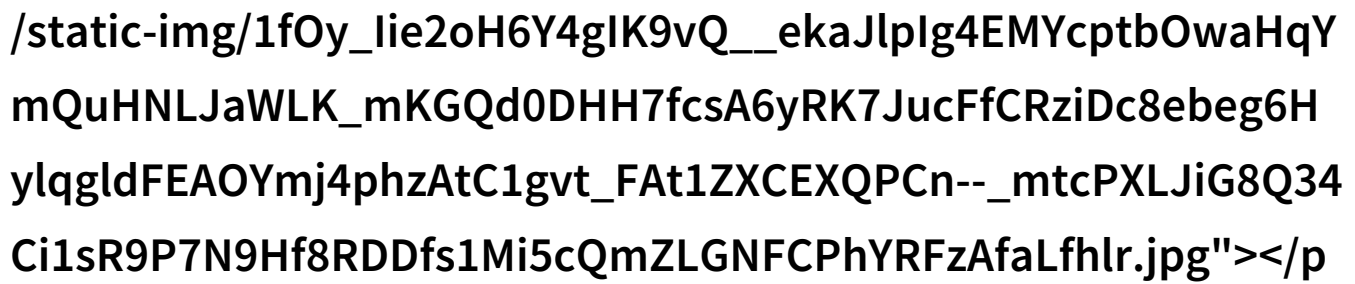 /static-img/1fOy_Iie2oH6Y4gIK9vQ__ekaJlpIg4EMYcptbOwaHqY
mQuHNLJaWLK_mKGQd0DHH7fcsA6yRK7JucFfCRziDc8ebeg6H
ylqgldFEAOYmj4phzAtC1gvt_FAt1ZXCEXQPCn--_mtcPXLJiG8Q34
Ci1sR9P7N9Hf8RDDfs1Mi5cQmZLGNFCPhYRFzAfaLfhlr.jpg"></p